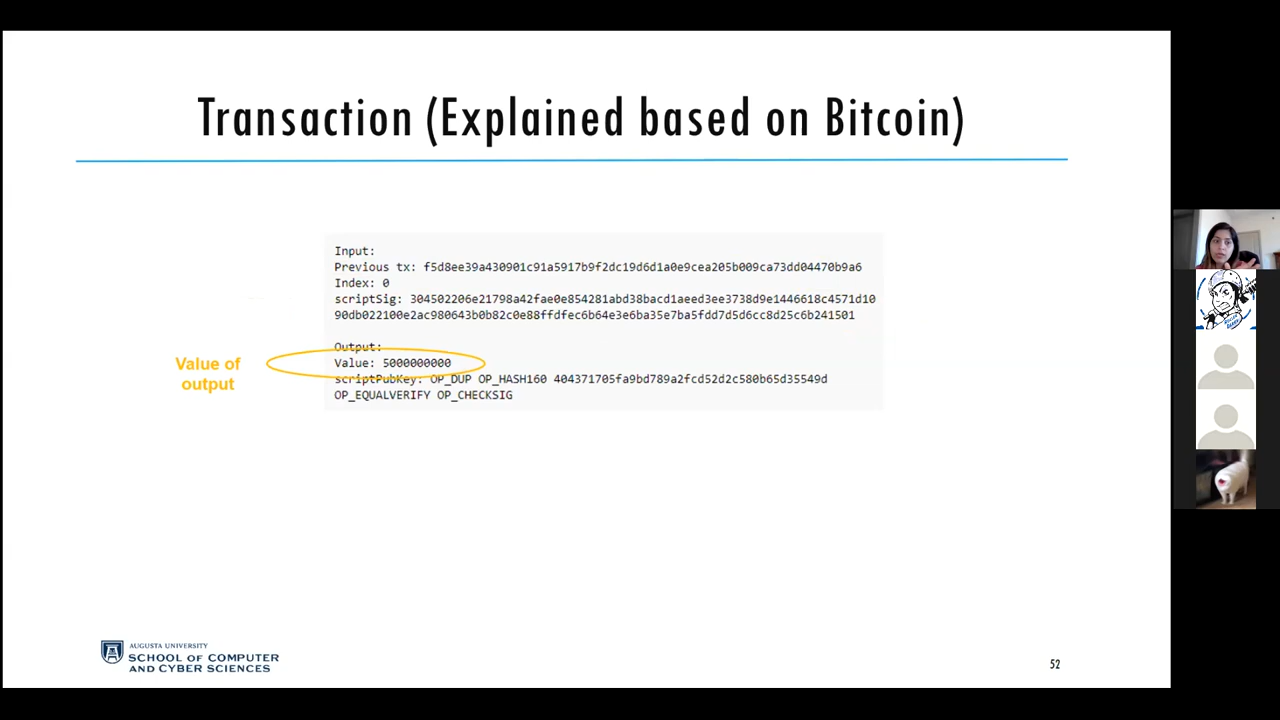 Transaction (Explained based on Bitcoin)
Input:
Previous tx: f5d8ee39a430901c91a5917b9f2dc19d6d1a0e9cea205b009ca73dd04470b9a6
Index: 0
scriptSig: 304502206e21798a42fae0e854281abd38bacd1aeed3ee3738d9e1446618c4571d10
90db022100e2ac980643b0b82c0e88ffdfec6b64e3e6ba35e7ba5fdd7d5d6cc8d25c6b241501
Output:
Value: 5000000000
scriptPubKey: OP_DUP OP_HASH160 404371705fa9bd789a2fcd52d2c580b65d35549d
OP_EQUALVERIFY OP_CHECKSIG
Value of
output
AUGUSTA UNIVERSITY
SCHOOL OF COMPUTER
AND CYBER SCIENCES
52